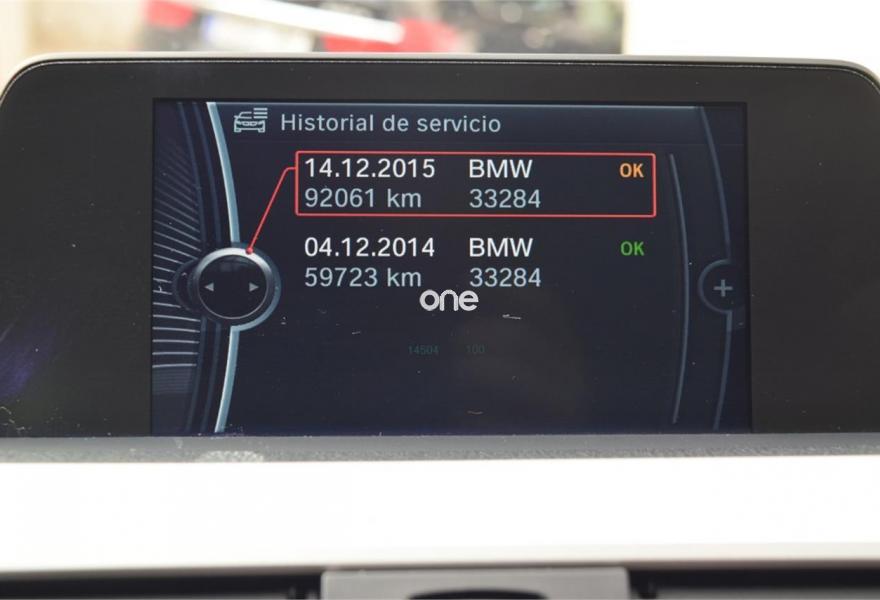 Historial de servicio
14.12.2015 BMW OK
92061 km 33284
04.12.2014 BMW OK
59723 km 33284
one
14504 100